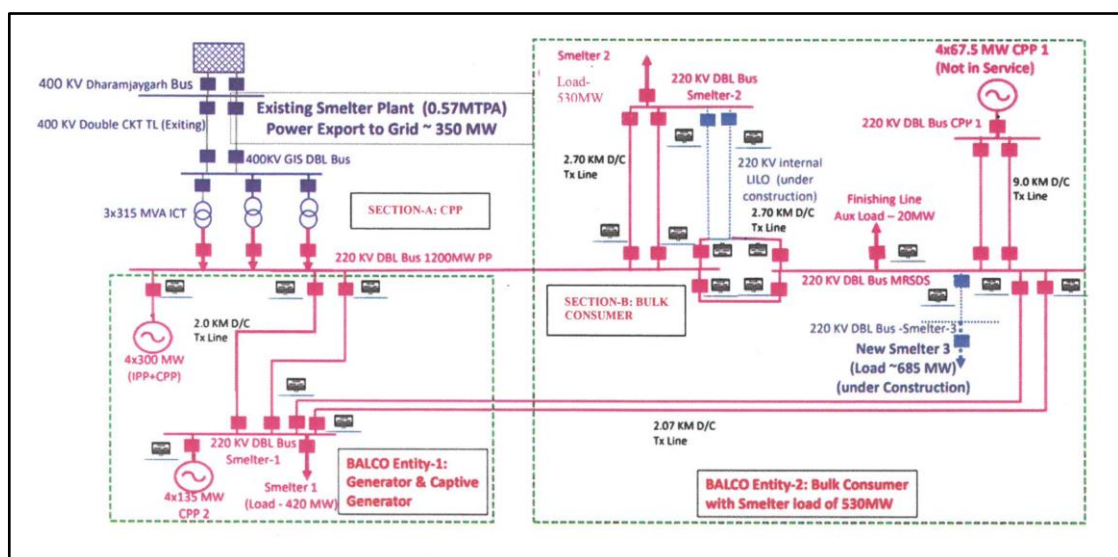 400 KV Dharamjaygarh Bus
400 KV Double CKT TL (Exiting)
Existing Smelter Plant (0.57MTPA)
Power Export to Grid ~ 350 MW
400KV GIS DBL Bus
3x315 MVA ICT
SECTION-A: CPP
220 KV DBL Bus 1200MW PP
2.0 KM D/C
Tx Line
4x300 MW
(IPP+CPP)
220 KV DBL Bus
Smelter-1
4x135 MW
CPP 2
Smelter 1
(Load - 420 MW)
BALCO Entity-1:
Generator & Captive
Generator
Smelter 2
Load-
530MW
220 KV DBL Bus
Smelter-2
2.70 KM D/C
Tx Line
220 KV internal
LILO (under
construction)
2.70 KM D/C
Tx Line
4x67.5 MW CPP 1
(Not in Service)
220 KV DBL Bus CPP 1
9.0 KM D/C
Tx Line
Finishing Line
Aux Load – 20MW
220 KV DBL Bus MRSDS
SECTION-B: BULK
CONSUMER
220 KV DBL Bus -Smelter-3
New Smelter 3
(Load ~685 MW)
(under Construction)
2.07 KM D/C
Tx Line
BALCO Entity-2: Bulk Consumer
with Smelter load of 530MW